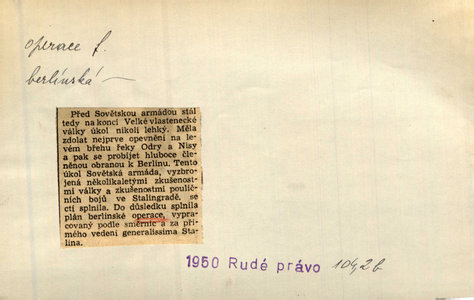 operace f.
berlínská —
Před Sovětskou armádou stál
tedy na konci Velké vlastenecké
války úkol nikoli lehký. Měla
zdolat nejprve opevnění na le-
vém břehu řeky Odry a Nisy
a pak se probíjet hluboce čle-
něnou obranou k Berlínu. Tento
úkol Sovětská armáda, vyzbro-
jená několikaletými zkušenost-
mi války a zkušenostmi poulič-
ních bojů ve Stalingradě, se
ctí splnila. Do důsledku splnila
plán berlinské operace, vypra-
covaný podle směrnic a za pří-
mého vedení generalissima Sta-
lina.
1950 Rudé právo 104,2b